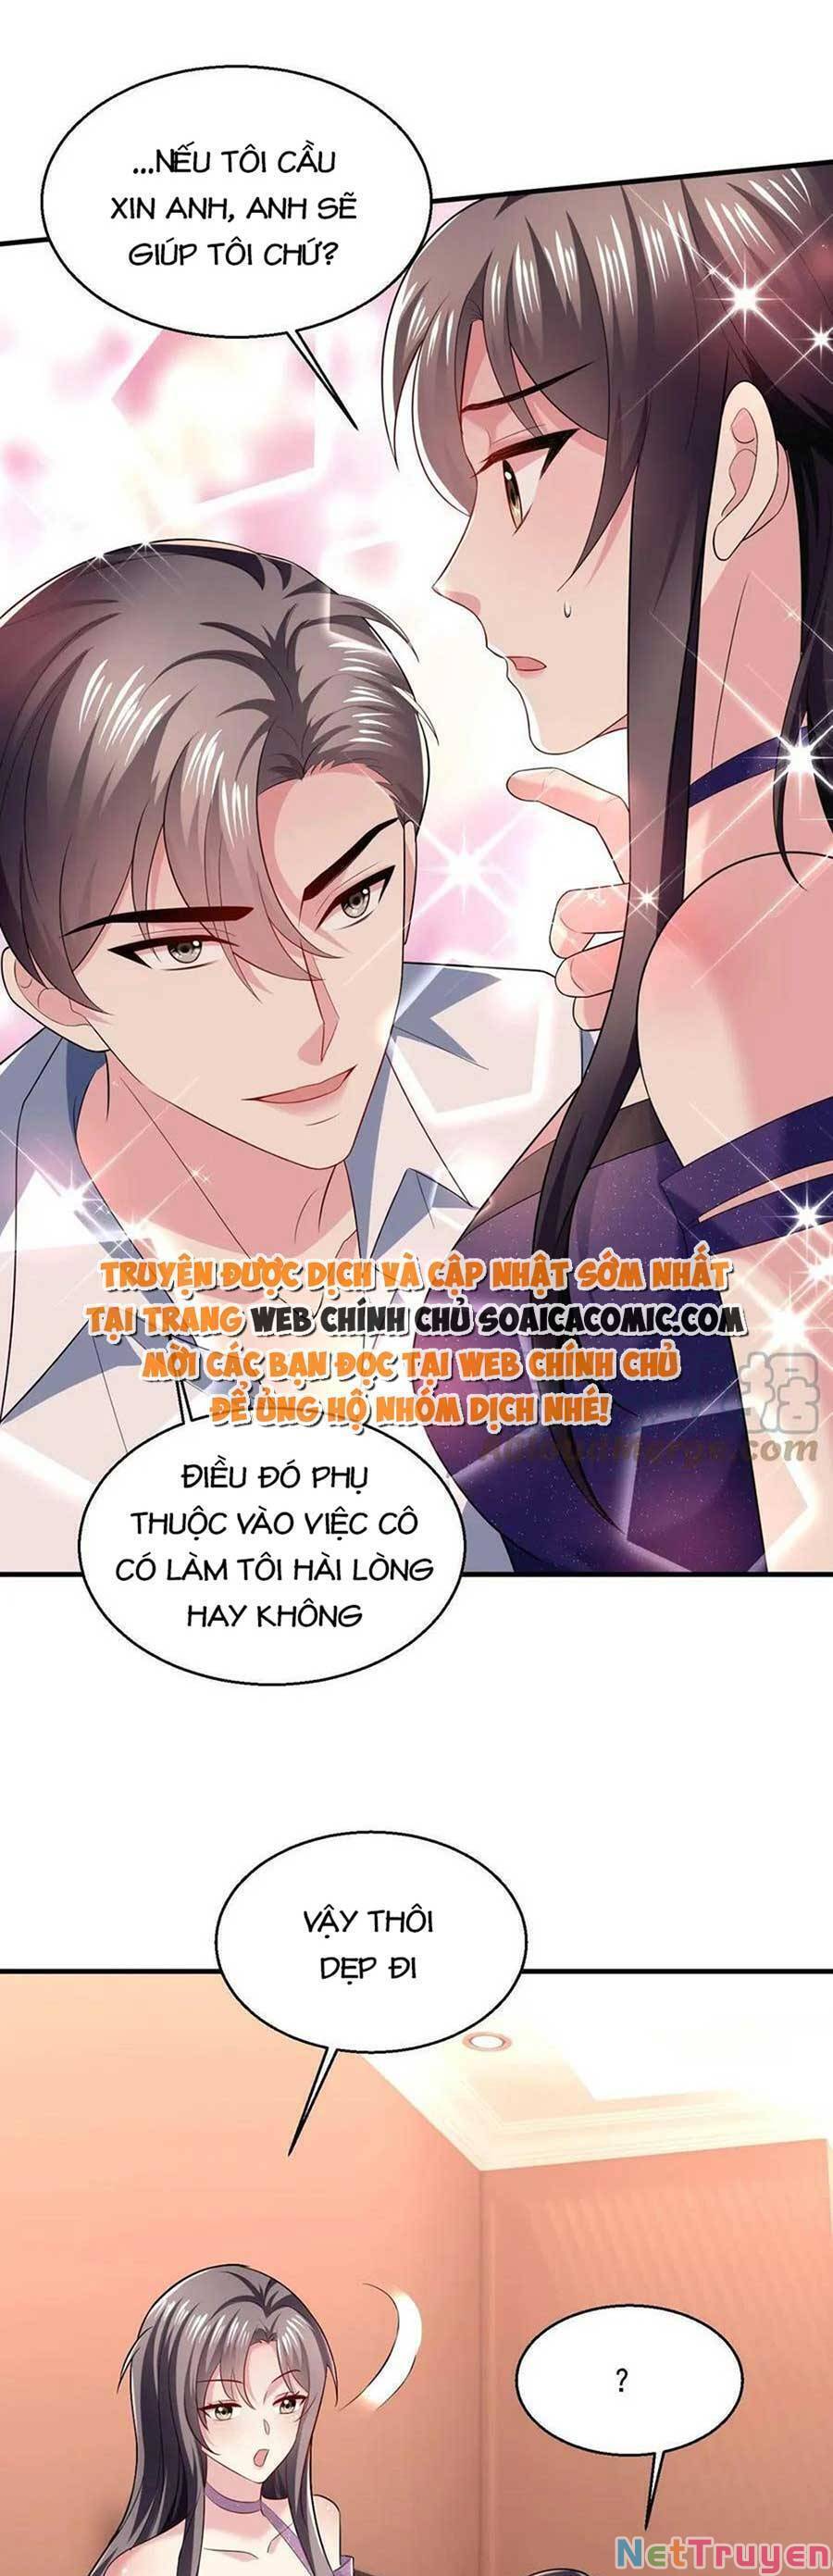 ...NẾU TÔI CẦU
XIN ANH, ANH SẼ
GIÚP TÔI CHỨ?
TRUYỆN ĐƯỢC DỊCH VÀ CẬP NHẬT SỚM NHẤT
TẠI TRANG WEB CHÍNH CHỦ SOAICACOMIC.COM
MỜI CÁC BẠN ĐỌC TẠI WEB CHÍNH CHỦ
ĐỂ ỦNG HỘ NHÓM DỊCH NHÉ!
ĐIỀU ĐÓ PHỤ
THUỘC VÀO VIỆC CÔ
CÓ LÀM TÔI HÀI LÒNG
HAY KHÔNG
VẬY THÔI
DẸP ĐI
?
NetTruyen